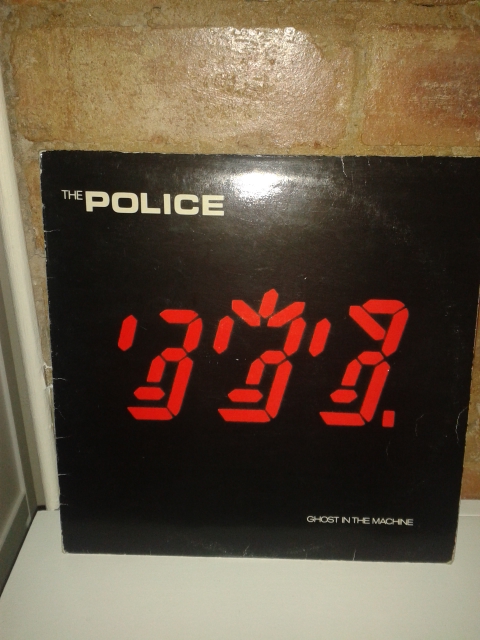 THE POLICE
GHOST IN THE MACHINE